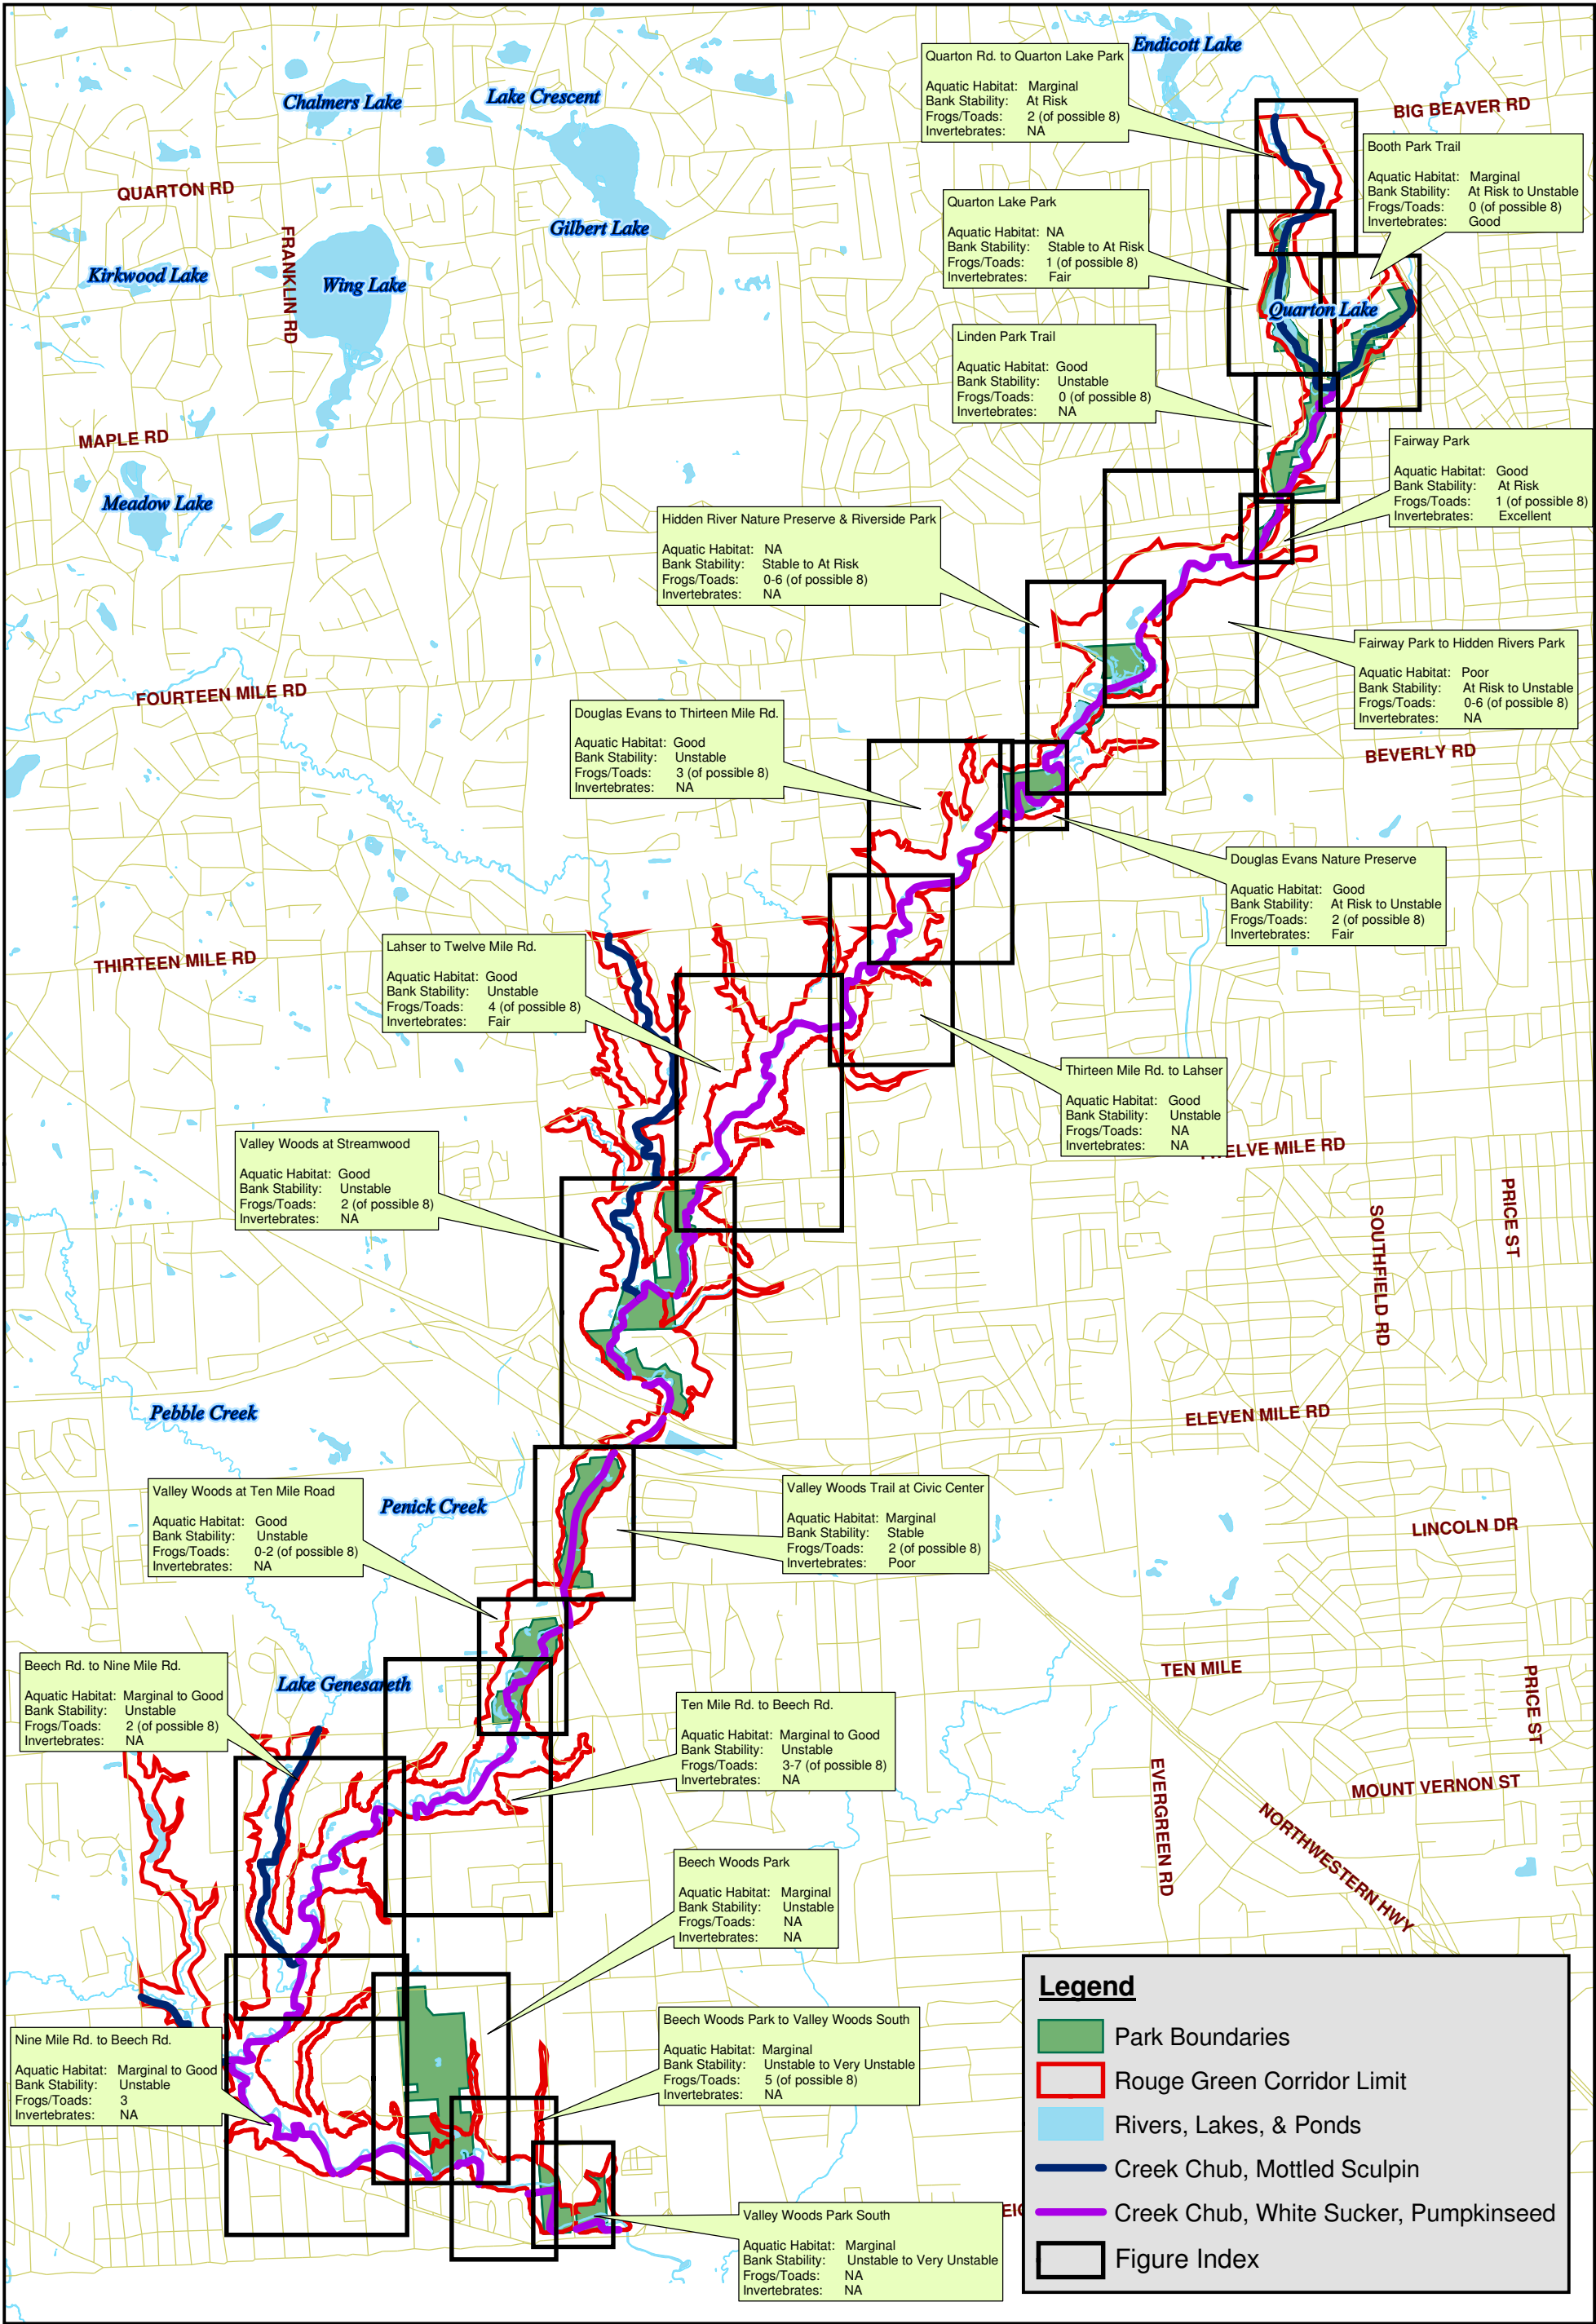 Endicott Lake
Chalmers Lake
Lake Crescent
QUARTON RD
FRANKLIN RD
Gilbert Lake
Kirkwood Lake
Wing Lake
BIG BEAVER RD
Quarton Rd. to Quarton Lake Park
Aquatic Habitat: Marginal
Bank Stability: At Risk
Frogs/Toads: 2 (of possible 8)
Invertebrates: NA
Booth Park Trail
Aquatic Habitat: Marginal
Bank Stability: At Risk to Unstable
Frogs/Toads: 0 (of possible 8)
Invertebrates: Good
Quarton Lake Park
Aquatic Habitat: NA
Bank Stability: Stable to At Risk
Frogs/Toads: 1 (of possible 8)
Invertebrates: Fair
Quarton Lake
Linden Park Trail
Aquatic Habitat: Good
Bank Stability: Unstable
Frogs/Toads: 0 (of possible 8)
Invertebrates: NA
MAPLE RD
Meadow Lake
Fairway Park
Aquatic Habitat: Good
Bank Stability: At Risk
Frogs/Toads: 1 (of possible 8)
Invertebrates: Excellent
Hidden River Nature Preserve & Riverside Park
Aquatic Habitat: NA
Bank Stability: Stable to At Risk
Frogs/Toads: 0-6 (of possible 8)
Invertebrates: NA
Fairway Park to Hidden Rivers Park
Aquatic Habitat: Poor
Bank Stability: At Risk to Unstable
Frogs/Toads: 0-6 (of possible 8)
Invertebrates: NA
FOURTEEN MILE RD
BEVERLY RD
Douglas Evans to Thirteen Mile Rd.
Aquatic Habitat: Good
Bank Stability: Unstable
Frogs/Toads: 3 (of possible 8)
Invertebrates: NA
Douglas Evans Nature Preserve
Aquatic Habitat: Good
Bank Stability: At Risk to Unstable
Frogs/Toads: 2 (of possible 8)
Invertebrates: Fair
THIRTEEN MILE RD
Lahser to Twelve Mile Rd.
Aquatic Habitat: Good
Bank Stability: Unstable
Frogs/Toads: 4 (of possible 8)
Invertebrates: Fair
Thirteen Mile Rd. to Lahser
Aquatic Habitat: Good
Bank Stability: Unstable
Frogs/Toads: NA
Invertebrates: NA
MILE RD
Valley Woods at Streamwood
Aquatic Habitat: Good
Bank Stability: Unstable
Frogs/Toads: 2 (of possible 8)
Invertebrates: NA
SOUTHFIELD RD
PRICE ST
Pebble Creek
ELEVEN MILE RD
Valley Woods at Ten Mile Road
Aquatic Habitat: Good
Bank Stability: Unstable
Frogs/Toads: 0-2 (of possible 8)
Invertebrates: NA
Penick Creek
Valley Woods Trail at Civic Center
Aquatic Habitat: Marginal
Bank Stability: Stable
Frogs/Toads: 2 (of possible 8)
Invertebrates: Poor
LINCOLN DR
Beech Rd. to Nine Mile Rd.
Aquatic Habitat: Marginal to Good
Bank Stability: Unstable
Frogs/Toads: 2 (of possible 8)
Invertebrates: NA
Lake Genesareth
TEN MILE
PRICE ST
Ten Mile Rd. to Beech Rd.
Aquatic Habitat: Marginal to Good
Bank Stability: Unstable
Frogs/Toads: 3-7 (of possible 8)
Invertebrates: NA
EVERGREEN RD
MOUNT VERNON ST
NORTHWESTERN HWY
Beech Woods Park
Aquatic Habitat: Marginal
Bank Stability: Unstable
Frogs/Toads: NA
Invertebrates: NA
Nine Mile Rd. to Beech Rd.
Aquatic Habitat: Marginal to Good
Bank Stability: Unstable
Frogs/Toads: 3
Invertebrates: NA
Beech Woods Park to Valley Woods South
Aquatic Habitat: Marginal
Bank Stability: Unstable to Very Unstable
Frogs/Toads: 5 (of possible 8)
Invertebrates: NA
Valley Woods Park South
Aquatic Habitat: Marginal
Bank Stability: Unstable to Very Unstable
Frogs/Toads: NA
Invertebrates: NA
Legend
Park Boundaries
Rouge Green Corridor Limit
Rivers, Lakes, & Ponds
Creek Chub, Mottled Sculpin
Creek Chub, White Sucker, Pumpkinseed
Figure Index